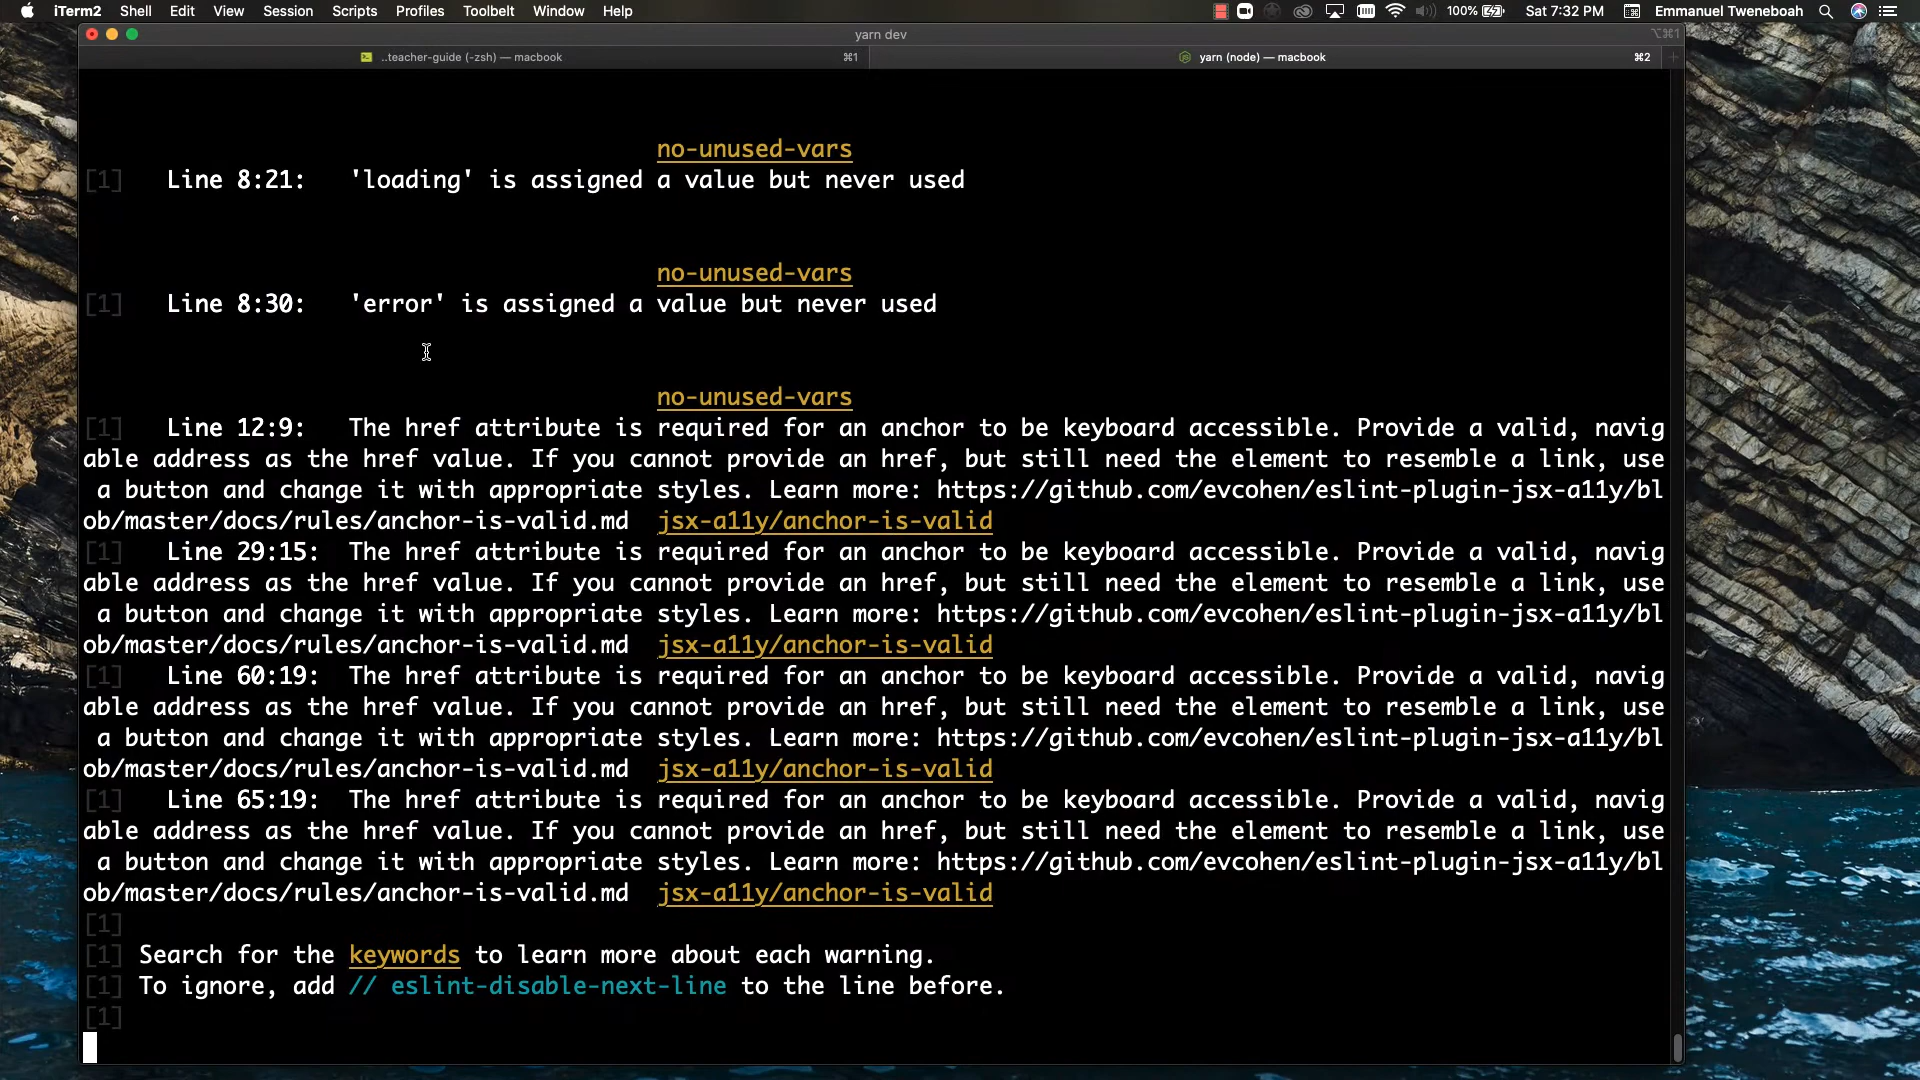 iTerm2 Shell Edit View Session Scripts Profiles Toolbelt Window Help 100% Sat 7:32 PM Emmanuel Tweneboah
yarn dev ⌥⌘1
..teacher-guide (-zsh) — macbook ⌘1 yarn (node) — macbook ⌘2
no-unused-vars
[1] Line 8:21: 'loading' is assigned a value but never used
no-unused-vars
[1] Line 8:30: 'error' is assigned a value but never used
no-unused-vars
[1] Line 12:9: The href attribute is required for an anchor to be keyboard accessible. Provide a valid, navig
able address as the href value. If you cannot provide an href, but still need the element to resemble a link, use
a button and change it with appropriate styles. Learn more: https://github.com/evcohen/eslint-plugin-jsx-a11y/bl
ob/master/docs/rules/anchor-is-valid.md jsx-a11y/anchor-is-valid
[1] Line 29:15: The href attribute is required for an anchor to be keyboard accessible. Provide a valid, navig
able address as the href value. If you cannot provide an href, but still need the element to resemble a link, use
a button and change it with appropriate styles. Learn more: https://github.com/evcohen/eslint-plugin-jsx-a11y/bl
ob/master/docs/rules/anchor-is-valid.md jsx-a11y/anchor-is-valid
[1] Line 60:19: The href attribute is required for an anchor to be keyboard accessible. Provide a valid, navig
able address as the href value. If you cannot provide an href, but still need the element to resemble a link, use
a button and change it with appropriate styles. Learn more: https://github.com/evcohen/eslint-plugin-jsx-a11y/bl
ob/master/docs/rules/anchor-is-valid.md jsx-a11y/anchor-is-valid
[1] Line 65:19: The href attribute is required for an anchor to be keyboard accessible. Provide a valid, navig
able address as the href value. If you cannot provide an href, but still need the element to resemble a link, use
a button and change it with appropriate styles. Learn more: https://github.com/evcohen/eslint-plugin-jsx-a11y/bl
ob/master/docs/rules/anchor-is-valid.md jsx-a11y/anchor-is-valid
[1]
[1] Search for the keywords to learn more about each warning.
[1] To ignore, add // eslint-disable-next-line to the line before.
[1]